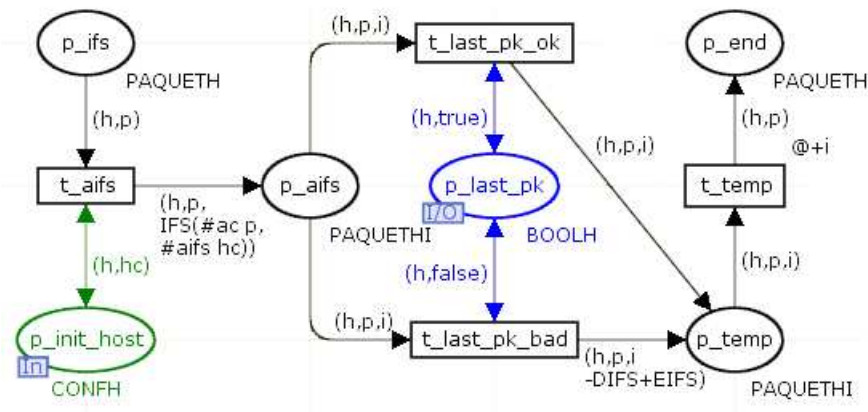 (h,p,i)
p_ifs
t_last_pk_ok
p_end
PAQUETH
PAQUETH
(h,p)
(h,true)
(h,p,i)
(h,p)
@+i
t_aifs
p_aifs
p_last_pk
t_temp
(h,p,
IFS(#ac p,
#aifs hc))
I/O
PAQUETHI
BOOLH
(h,hc)
(h,false)
(h,p,i)
(h,p,i)
p_init_host
t_last_pk_bad
p_temp
In
(h,p,i
-DIFS+EIFS)
CONFH
PAQUETHI